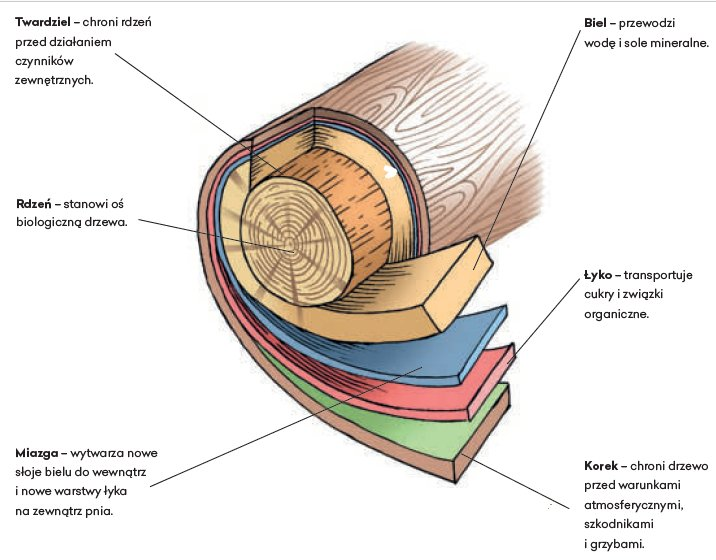 Twardziel – chroni rdzeń
przed działaniem
czynników
zewnętrznych.
Biel – przewodzi
wodę i sole mineralne.
Rdzeń – stanowi oś
biologiczną drzewa.
Łyko – transportuje
cukry i związki
organiczne.
Miazga – wytwarza nowe
słoje bielu do wewnątrz
i nowe warstwy łyka
na zewnątrz pnia.
Korek – chroni drzewo
przed warunkami
atmosferycznymi,
szkodnikami
i grzybami.